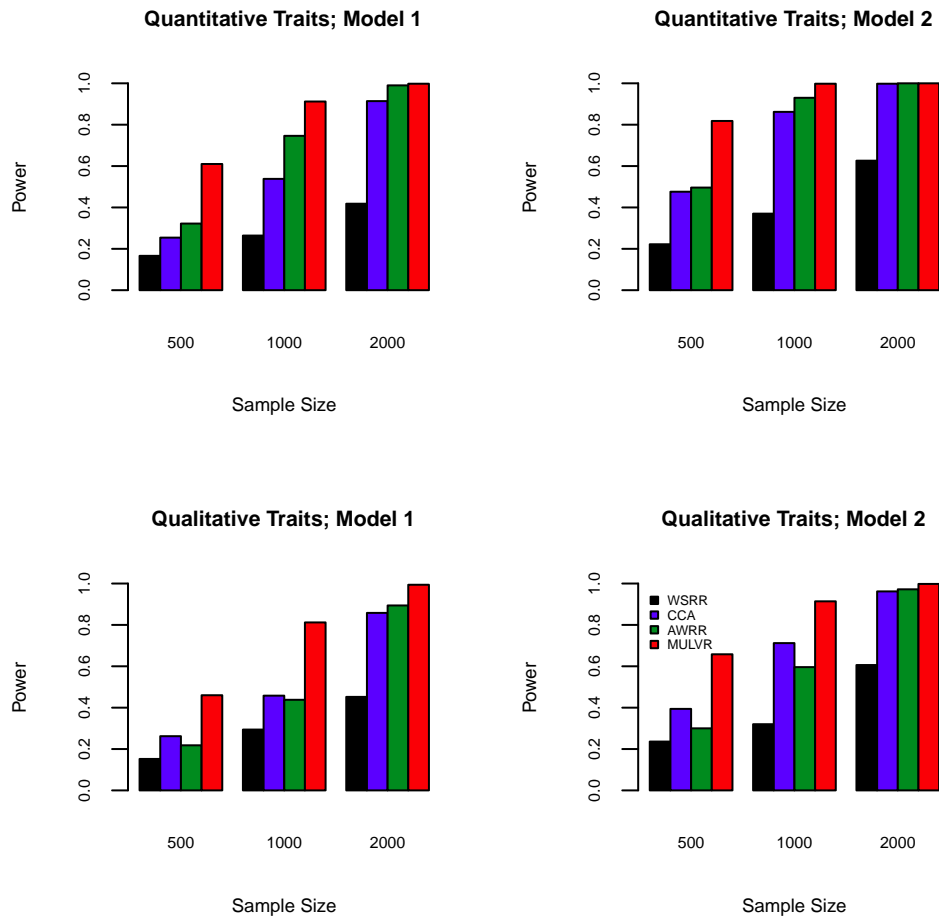 Quantitative Traits; Model 1
Power
0.0 0.2 0.4 0.6 0.8 1.0
500 1000 2000
Sample Size
Quantitative Traits; Model 2
Power
0.0 0.2 0.4 0.6 0.8 1.0
500 1000 2000
Sample Size
Qualitative Traits; Model 1
Power
0.0 0.2 0.4 0.6 0.8 1.0
500 1000 2000
Sample Size
Qualitative Traits; Model 2
Power
0.0 0.2 0.4 0.6 0.8 1.0
WSRR
CCA
AWRR
MULVR
500 1000 2000
Sample Size